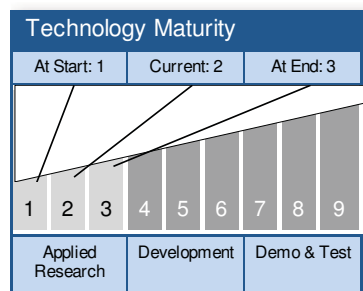 Technology Maturity
At Start: 1 Current: 2 At End: 3
1 2 3 4 5 6 7 8 9
Applied Development Demo & Test
Research